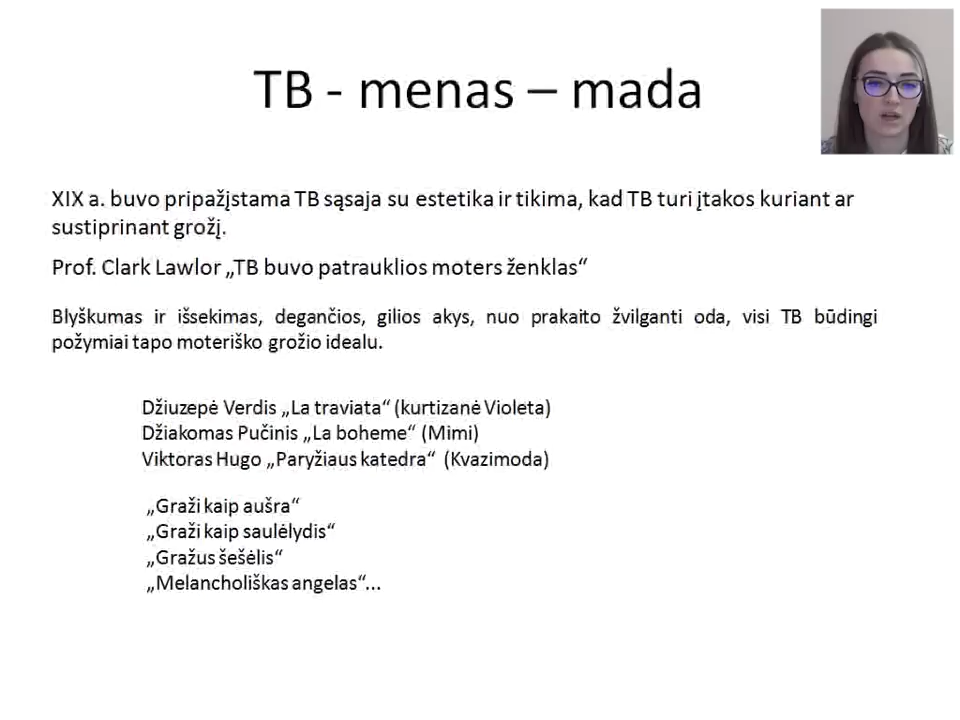 TB - menas – mada
XIX a. buvo pripažįstama TB sąsaja su estetika ir tikima, kad TB turi įtakos kuriant ar
sustiprinant grožį.
Prof. Clark Lawlor „TB buvo patrauklios moters ženklas“
Blyškumas ir išsekimas, degančios, gilios akys, nuo prakaito žvilganti oda, visi TB būdingi
požymiai tapo moteriško grožio idealu.
Džiuzepė Verdis „La traviata“ (kurtizanė Violeta)
Džiakomas Pučinis „La boheme“ (Mimi)
Viktoras Hugo „Paryžiaus katedra“ (Kvazimoda)
„Graži kaip aušra“
„Graži kaip saulėlydis“
„Gražus šešėlis“
„Melancholiškas angelas“...